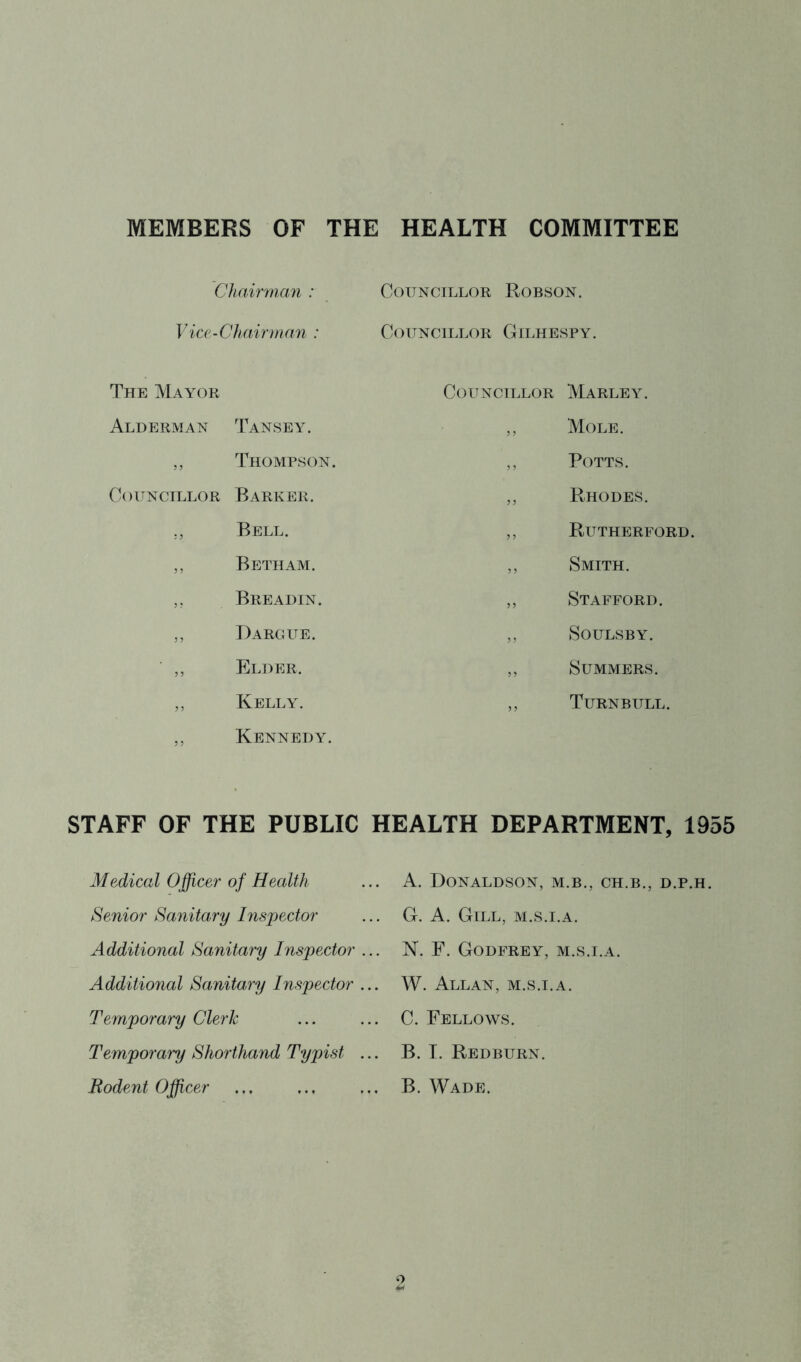 MEMBERS OF THE HEALTH COMMITTEE
Chairman : Councillor Robson.
Vice-Chairman : Councillor Gilhespy.
The Mayor
Alderman Tansey.
,, Thompson.
Councillor Barker.
,, Bell.
,, Betham.
,, Breadin.
,, Dargue.
,, Elder.
,, Kelly.
,, Kennedy.
Councillor Marley.
,, Mole.
,, Potts.
,, Rhodes.
,, Rutherford.
,, Smith.
,, Stafford.
,, Soulsby.
,, Summers.
,, Turnbull.
STAFF OF THE PUBLIC HEALTH DEPARTMENT, 1955
Medical Officer of Health ... A. Donaldson, M.B., CH.B., D.P.H.
Senior Sanitary Inspector ... G. A. Gill, M.S.I.A.
Additional Sanitary Inspector ... N. F. Godfrey, M.S.I.A.
Additional Sanitary Inspector ... W. Allan, M.S.I.A.
Temporary Clerk ... ... C. Fellows.
Temporary Shorthand Typist ... B. I. Redburn.
Rodent Officer ... ... ... B. Wade.
2